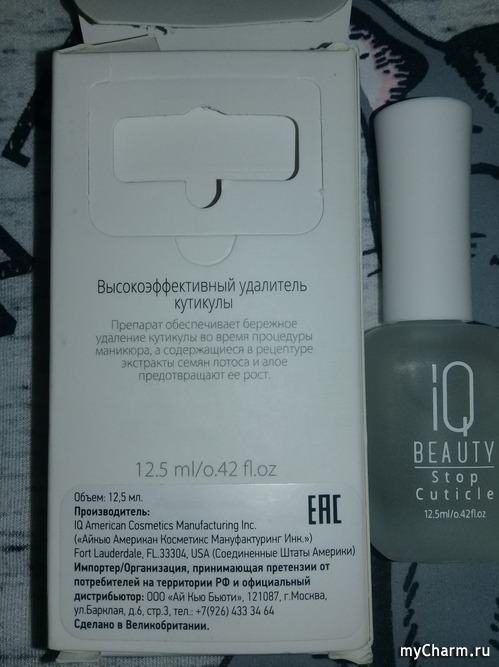 Высокоэффективный удалитель
кутикулы
Препарат обеспечивает бережное
удаление кутикулы во время процедуры
маникюра, а содержащиеся в рецептуре
экстракты семян лотоса и алое
предотвращают ее рост.
12.5 ml/0.42 fl.oz
Объем: 12,5 мл.
Производитель:
IQ American Cosmetics Manufacturing Inc.
(«Айкью Американ Косметикс Мануфактуринг Инк.»)
Fort Lauderdale, FL.33304, USA (Соединенные Штаты Америки)
Импортер/Организация, принимающая претензии от
потребителей на территории РФ и официальный
дистрибьютор: ООО «Ай Кью Бьюти», 121087, г.Москва,
ул.Барклая, д.6, стр.3, тел.: +7(926) 433 34 64
Сделано в Великобритании.
EAC
iQ
BEAUTY
Stop
Cuticle
12.5ml/0.42fl.oz
myCharm.ru